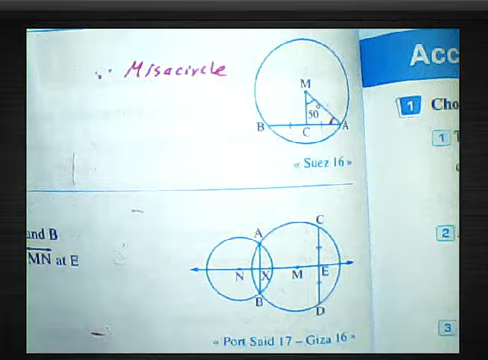 ∵ M is a circle
Acc
1 Cho
M
50°
B C A
1
« Suez 16 »
and B
MN at E
A
C
2
N X M E
B
D
3
« Port Said 17 – Giza 16 »